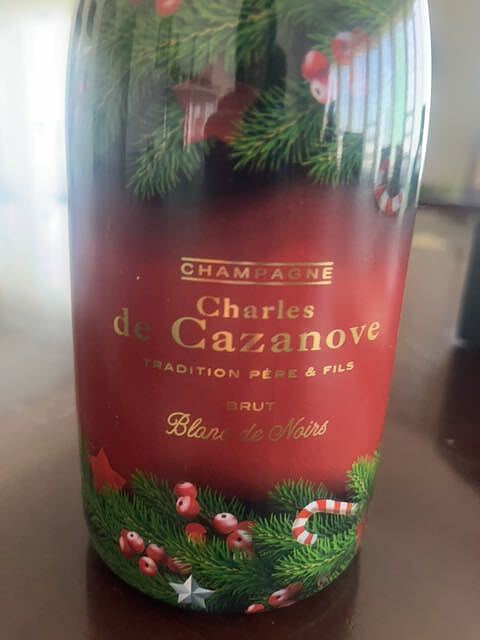 CHAMPAGNE
Charles
de Cazanove
TRADITION PÈRE & FILS
BRUT
Blanc de Noirs